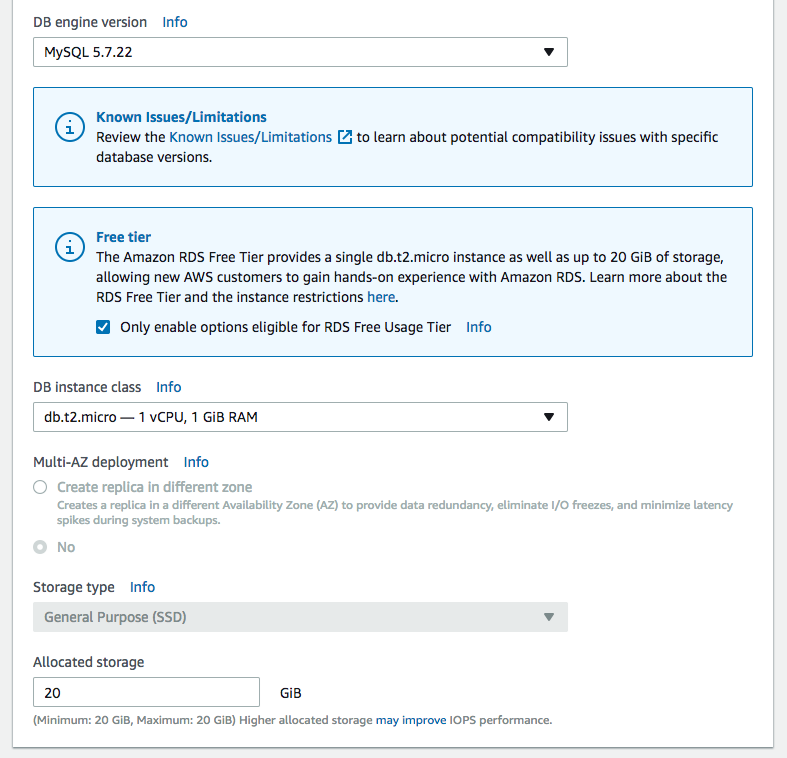 DB engine version Info
MySQL 5.7.22
Known Issues/Limitations
Review the Known Issues/Limitations to learn about potential compatibility issues with specific
database versions.
Free tier
The Amazon RDS Free Tier provides a single db.t2.micro instance as well as up to 20 GiB of storage,
allowing new AWS customers to gain hands-on experience with Amazon RDS. Learn more about the
RDS Free Tier and the instance restrictions here.
Only enable options eligible for RDS Free Usage Tier Info
DB instance class Info
db.t2.micro — 1 vCPU, 1 GiB RAM
Multi-AZ deployment Info
Create replica in different zone
Creates a replica in a different Availability Zone (AZ) to provide data redundancy, eliminate I/O freezes, and minimize latency
spikes during system backups.
No
Storage type Info
General Purpose (SSD)
Allocated storage
20 GiB
(Minimum: 20 GiB, Maximum: 20 GiB) Higher allocated storage may improve IOPS performance.